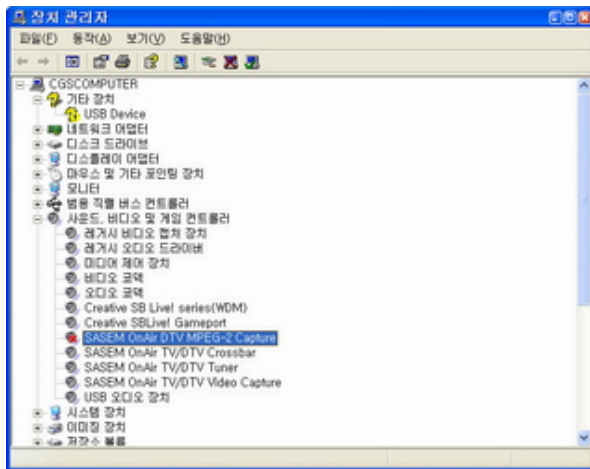 장치 관리자
파일(F) 동작(A) 보기(V) 도움말(H)
CGSCOMPUTER
기타 장치
USB Device
네트워크 어댑터
디스크 드라이브
디스플레이 어댑터
마우스 및 기타 포인팅 장치
모니터
범용 직렬 버스 컨트롤러
사운드, 비디오 및 게임 컨트롤러
레거시 비디오 캡처 장치
레거시 오디오 드라이버
미디어 제어 장치
비디오 코덱
오디오 코덱
Creative SB Live! series(WDM)
Creative SBLive! Gameport
SASEM OnAir DTV MPEG-2 Capture
SASEM OnAir TV/DTV Crossbar
SASEM OnAir TV/DTV Tuner
SASEM OnAir TV/DTV Video Capture
USB 오디오 장치
시스템 장치
이미징 장치
저장소 볼륨